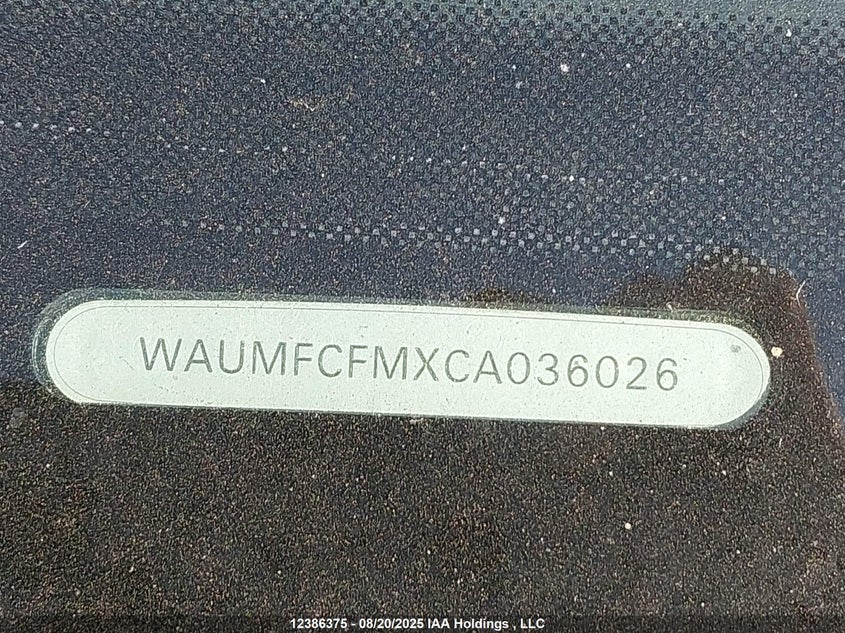 WAUMFCFMXCA036026
12386375 - 08/20/2025 IAA Holdings , LLC